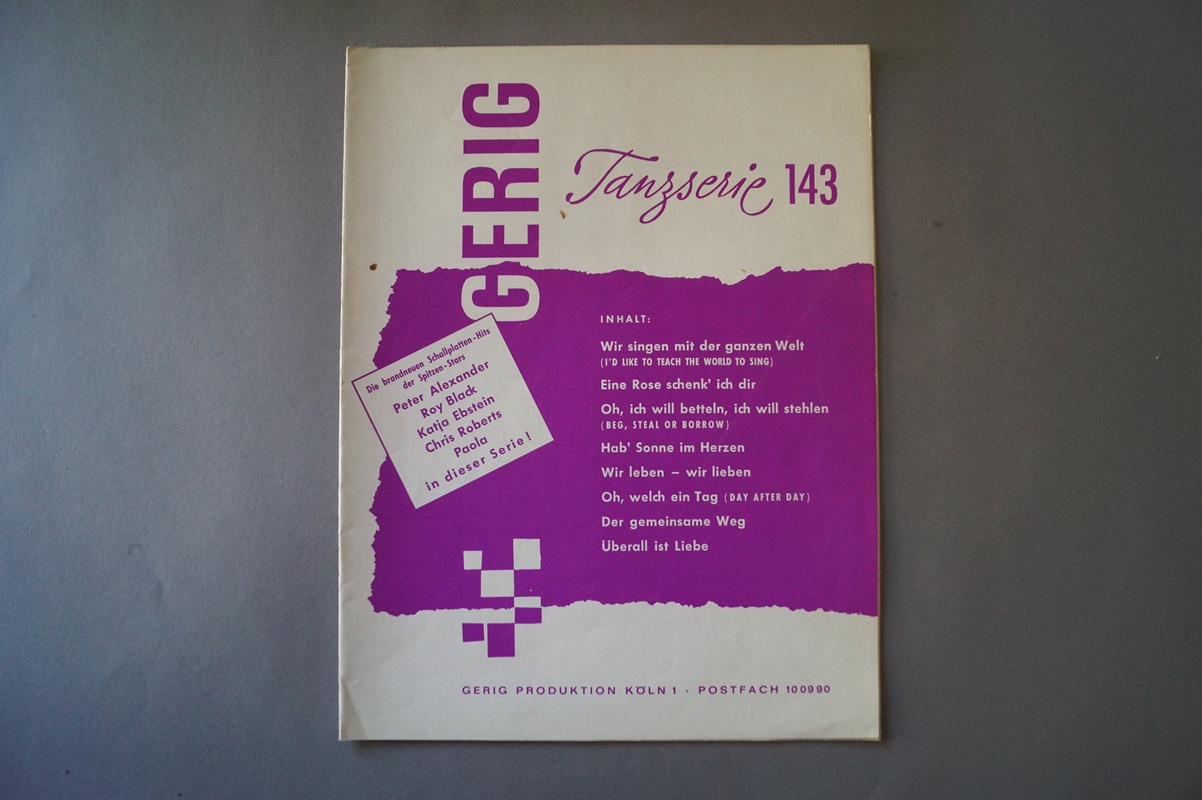 GERIG
Tanzserie 143
INHALT:
Wir singen mit der ganzen Welt
(I'D LIKE TO TEACH THE WORLD TO SING)
Eine Rose schenk' ich dir
Oh, ich will betteln, ich will stehlen
(BEG, STEAL OR BORROW)
Hab' Sonne im Herzen
Wir leben – wir lieben
Oh, welch ein Tag (DAY AFTER DAY)
Der gemeinsame Weg
Überall ist Liebe
Die brandneuen Schallplatten-Hits
der Spitzen-Stars
Peter Alexander
Roy Black
Katja Ebstein
Chris Roberts
Paola
in dieser Serie!
GERIG PRODUKTION KÖLN 1 · POSTFACH 100990